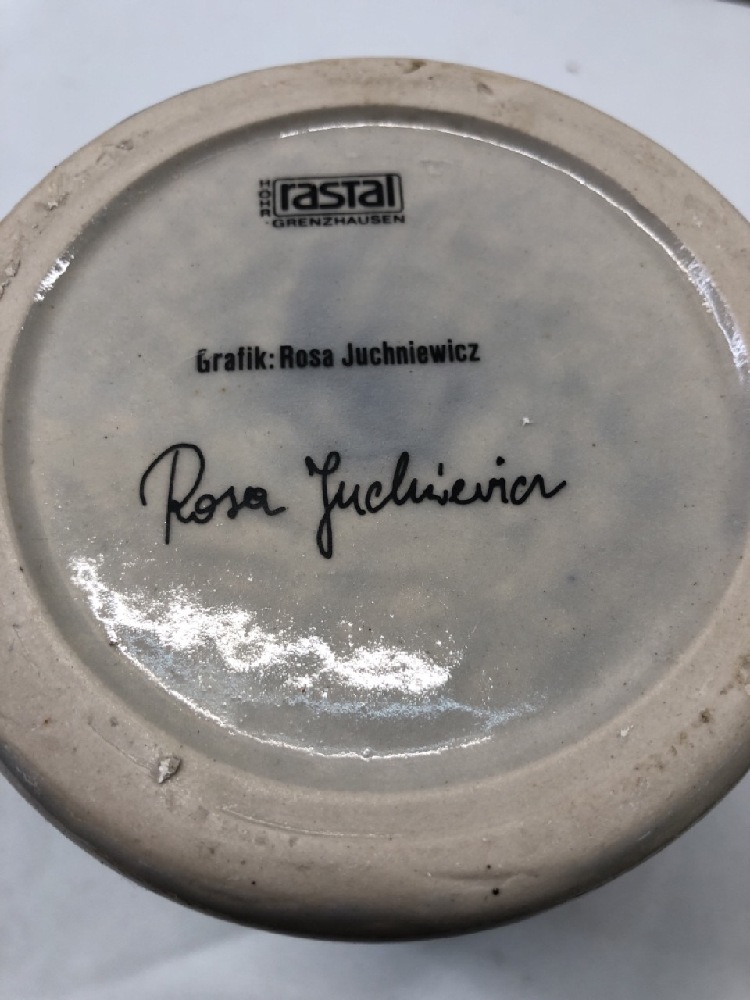 HÖHR rastal
-GRENZHAUSEN
Grafik: Rosa Juchniewicz
Rosa Juchniewicz